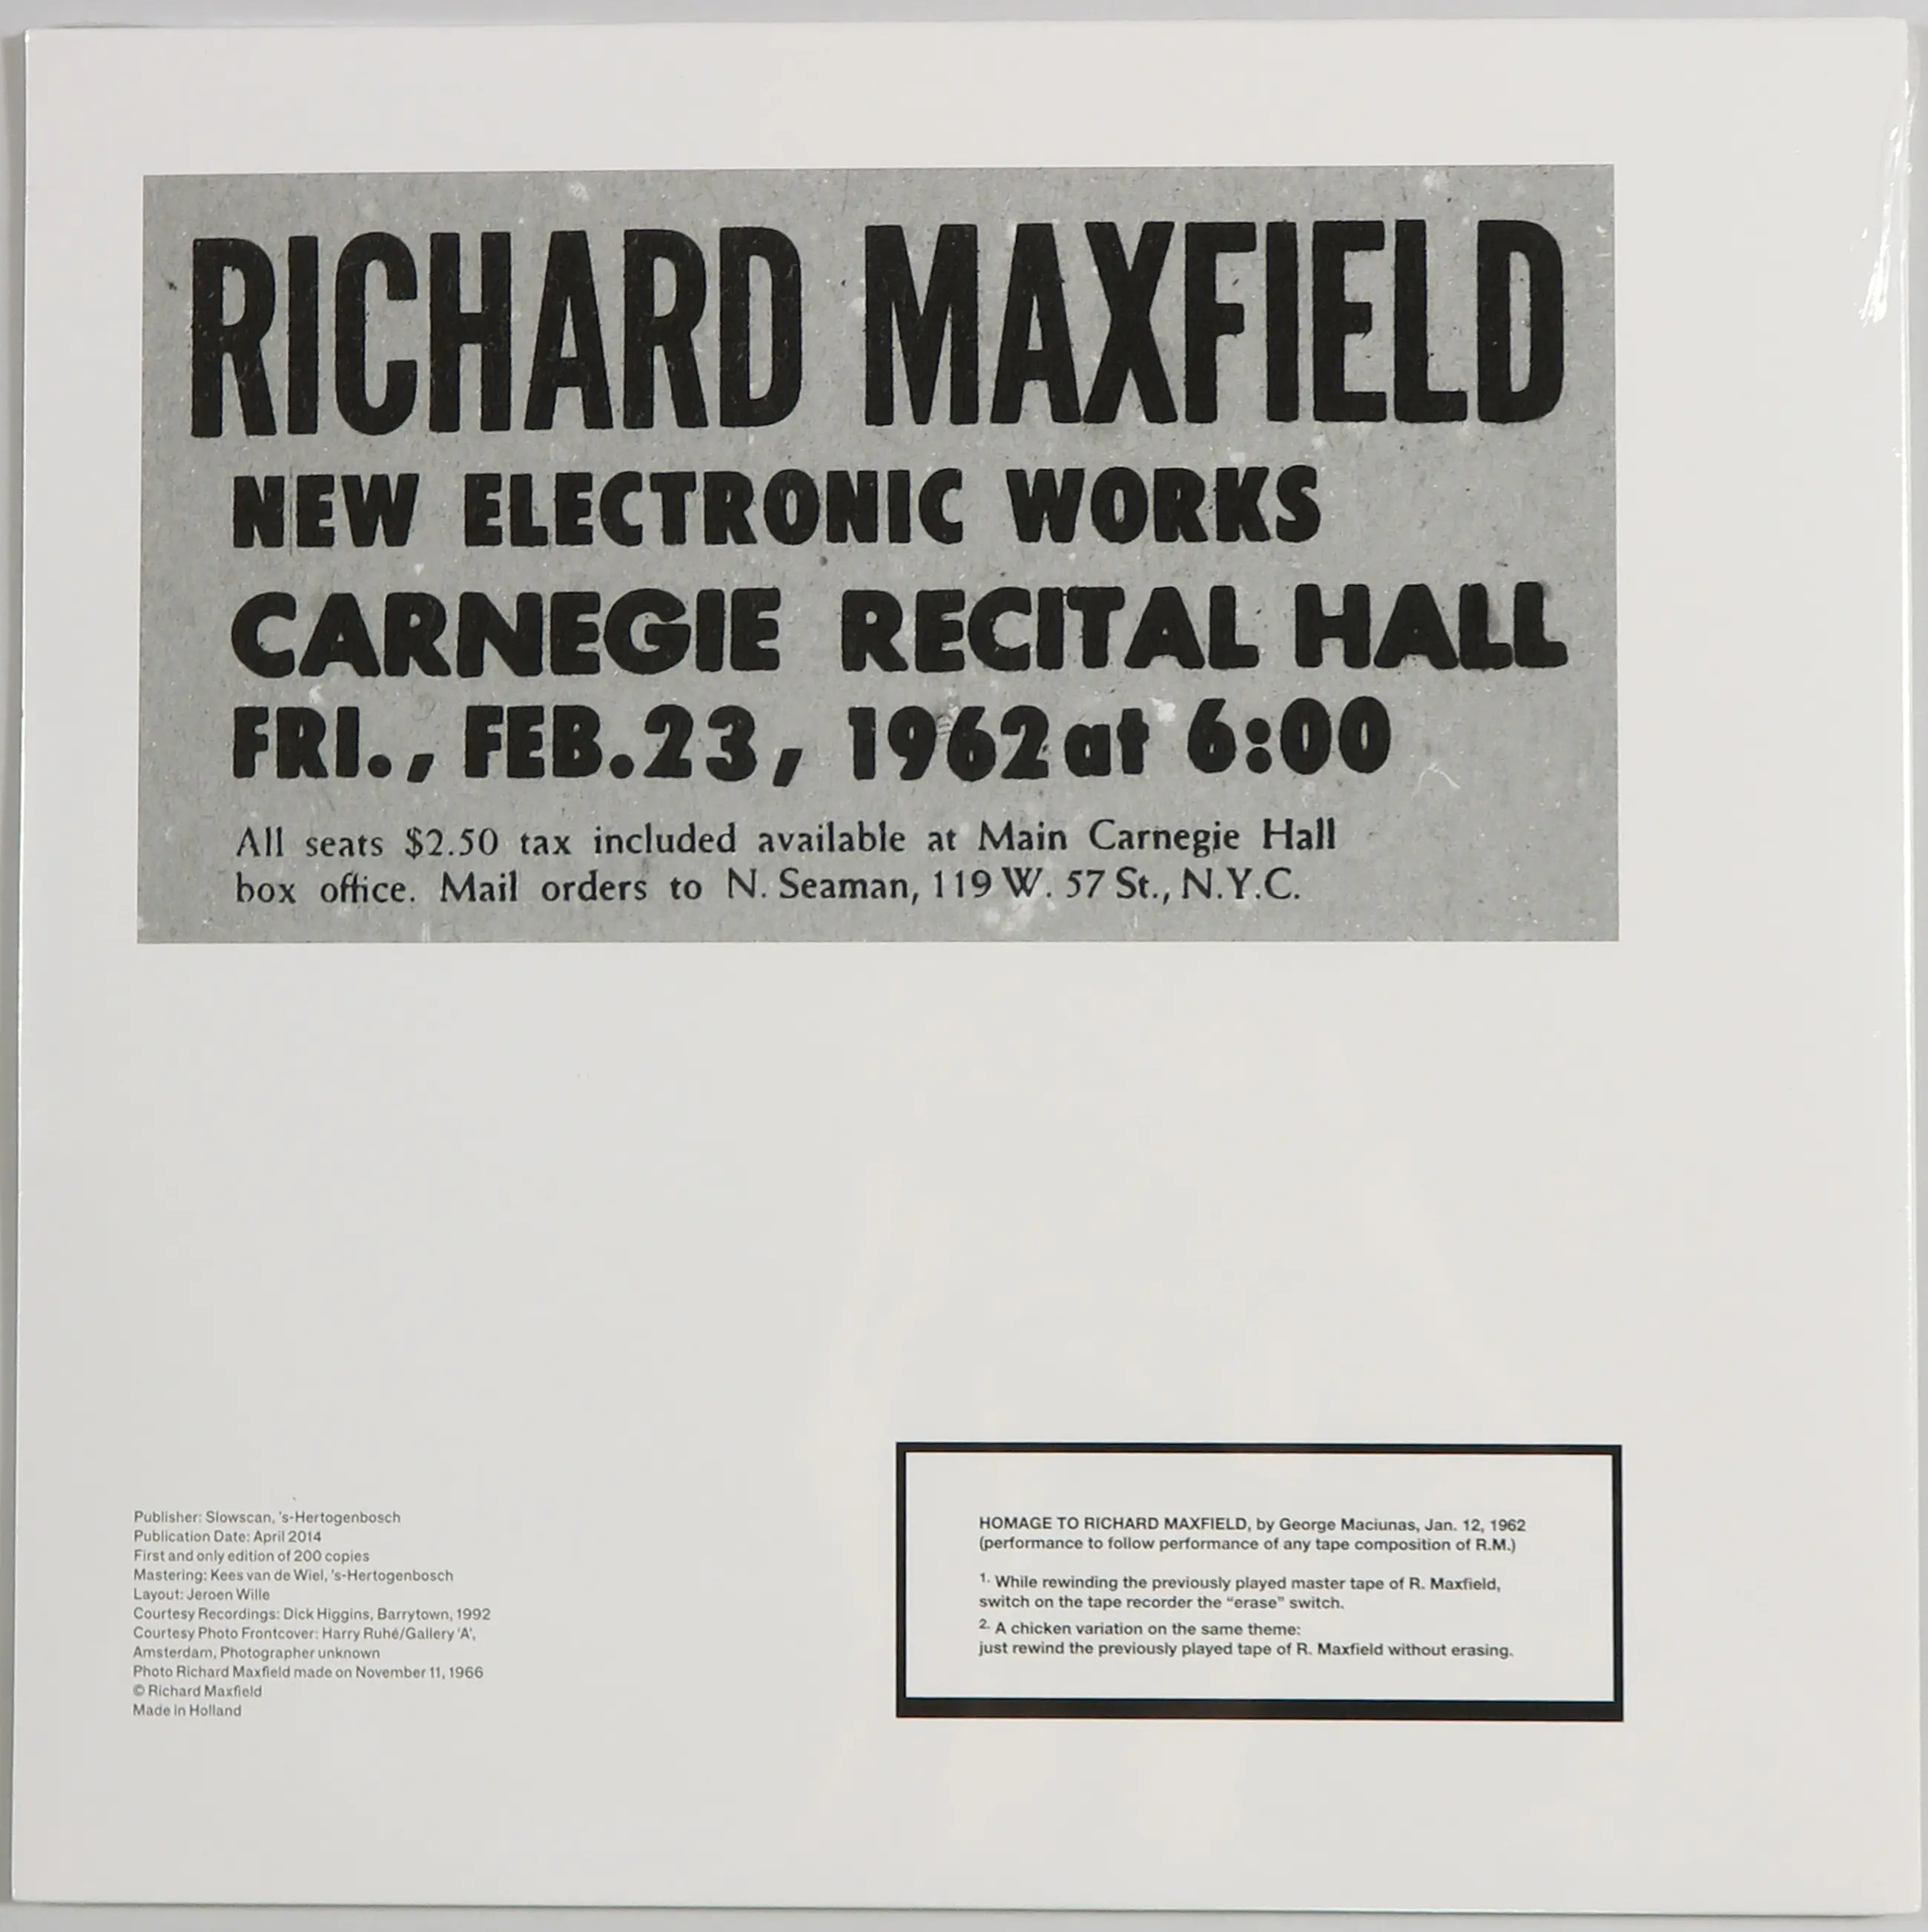 RICHARD MAXFIELD
NEW ELECTRONIC WORKS
CARNEGIE RECITAL HALL
FRI., FEB.23, 1962 at 6:00
All seats $2.50 tax included available at Main Carnegie Hall
box office. Mail orders to N. Seaman, 119 W. 57 St., N.Y.C.
Publisher: Slowscan, 's-Hertogenbosch
Publication Date: April 2014
First and only edition of 200 copies
Mastering: Kees van de Wiel, 's-Hertogenbosch
Layout: Jeroen Wille
Courtesy Recordings: Dick Higgins, Barrytown, 1992
Courtesy Photo Frontcover: Harry Ruhé/Gallery 'A',
Amsterdam, Photographer unknown
Photo Richard Maxfield made on November 11, 1966
© Richard Maxfield
Made in Holland
HOMAGE TO RICHARD MAXFIELD, by George Maciunas, Jan. 12, 1962
(performance to follow performance of any tape composition of R.M.)
1. While rewinding the previously played master tape of R. Maxfield,
switch on the tape recorder the “erase” switch.
2. A chicken variation on the same theme:
just rewind the previously played tape of R. Maxfield without erasing.